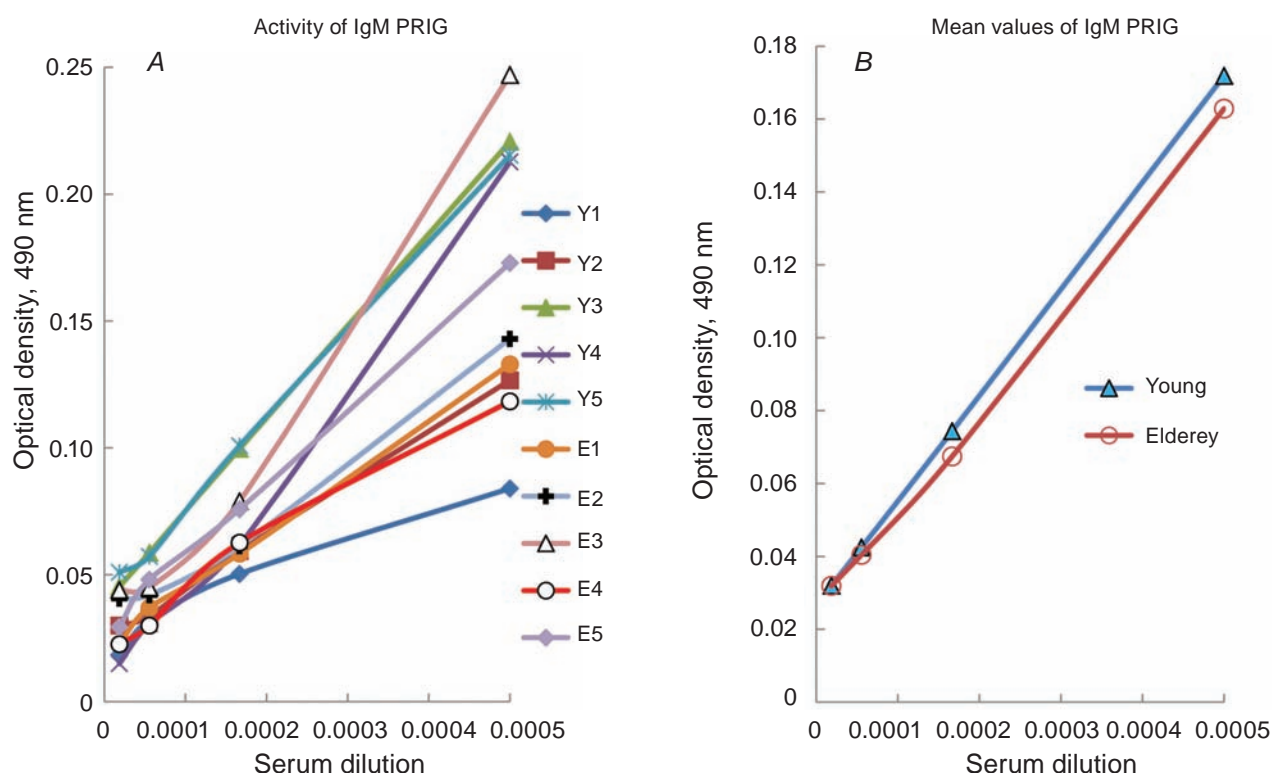 Activity of IgM PRIG
A
0.25
0.20
0.15
0.10
0.05
0
Optical density, 490 nm
0 0.0001 0.0002 0.0003 0.0004 0.0005
Serum dilution
Y1
Y2
Y3
Y4
Y5
E1
E2
E3
E4
E5
Mean values of IgM PRIG
B
0.18
0.16
0.14
0.12
0.10
0.08
0.06
0.04
0.02
0
Optical density, 490 nm
0 0.0001 0.0002 0.0003 0.0004 0.0005
Serum dilution
Young
Elderey